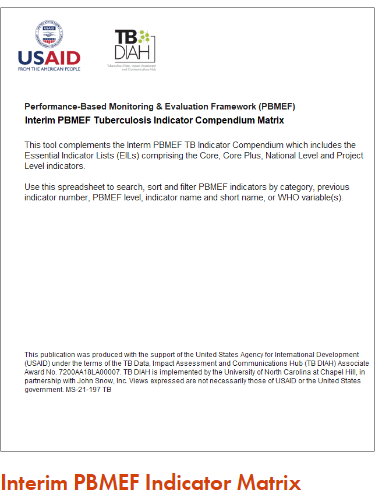 USAID
FROM THE AMERICAN PEOPLE
TB
DIAH
Performance-Based Monitoring & Evaluation Framework (PBMEF)
Interim PBMEF Tuberculosis Indicator Compendium Matrix
This tool complements the Interim PBMEF TB Indicator Compendium which includes the
Essential Indicator Lists (EILs) comprising the Core, Core Plus, National Level and Project
Level indicators.
Use this spreadsheet to search, sort and filter PBMEF indicators by category, previous
indicator number, PBMEF level, indicator name and short name, or WHO variable(s).
This publication was produced with the support of the United States Agency for International Development
(USAID) under the terms of the TB Data, Impact Assessment and Communications Hub (TB DIAH) Associate
Award No. 7200AA18LA00007. TB DIAH is implemented by the University of North Carolina at Chapel Hill, in
partnership with John Snow, Inc. Views expressed are not necessarily those of USAID or the United States
government. MS-21-197 TB
Interim PBMEF Indicator Matrix